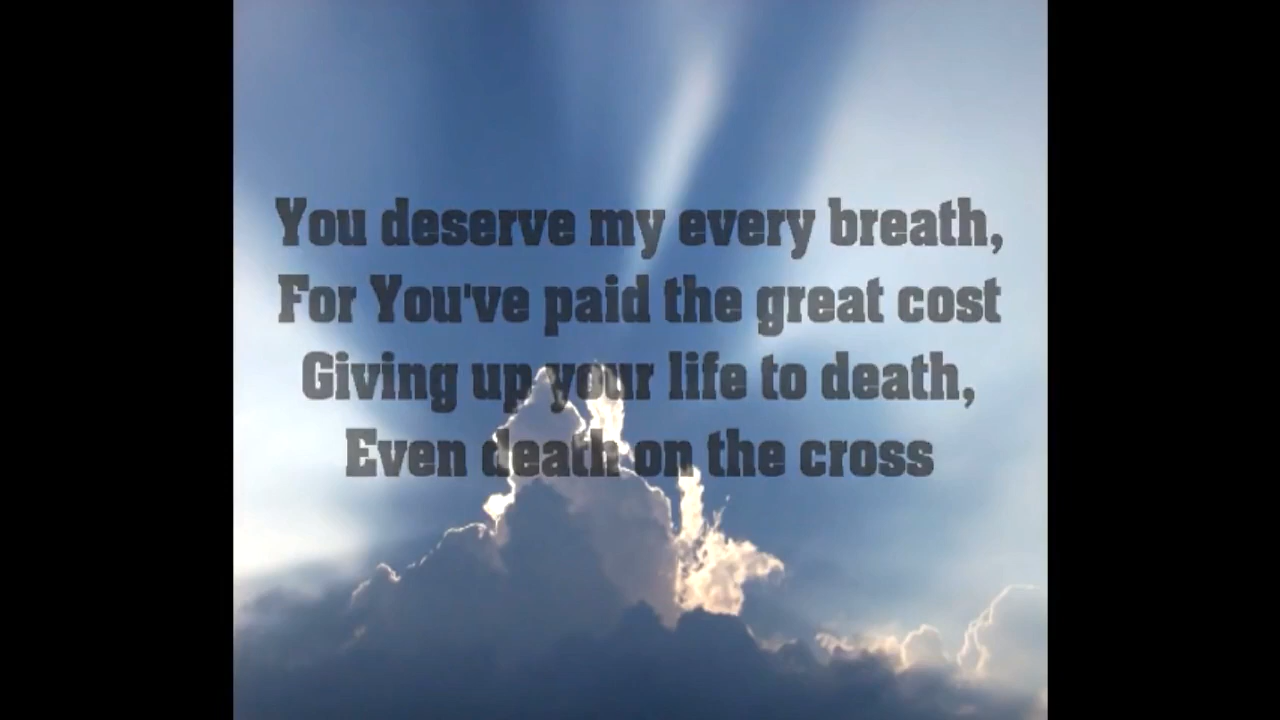 You deserve my every breath,
For You've paid the great cost
Giving up your life to death,
Even death on the cross